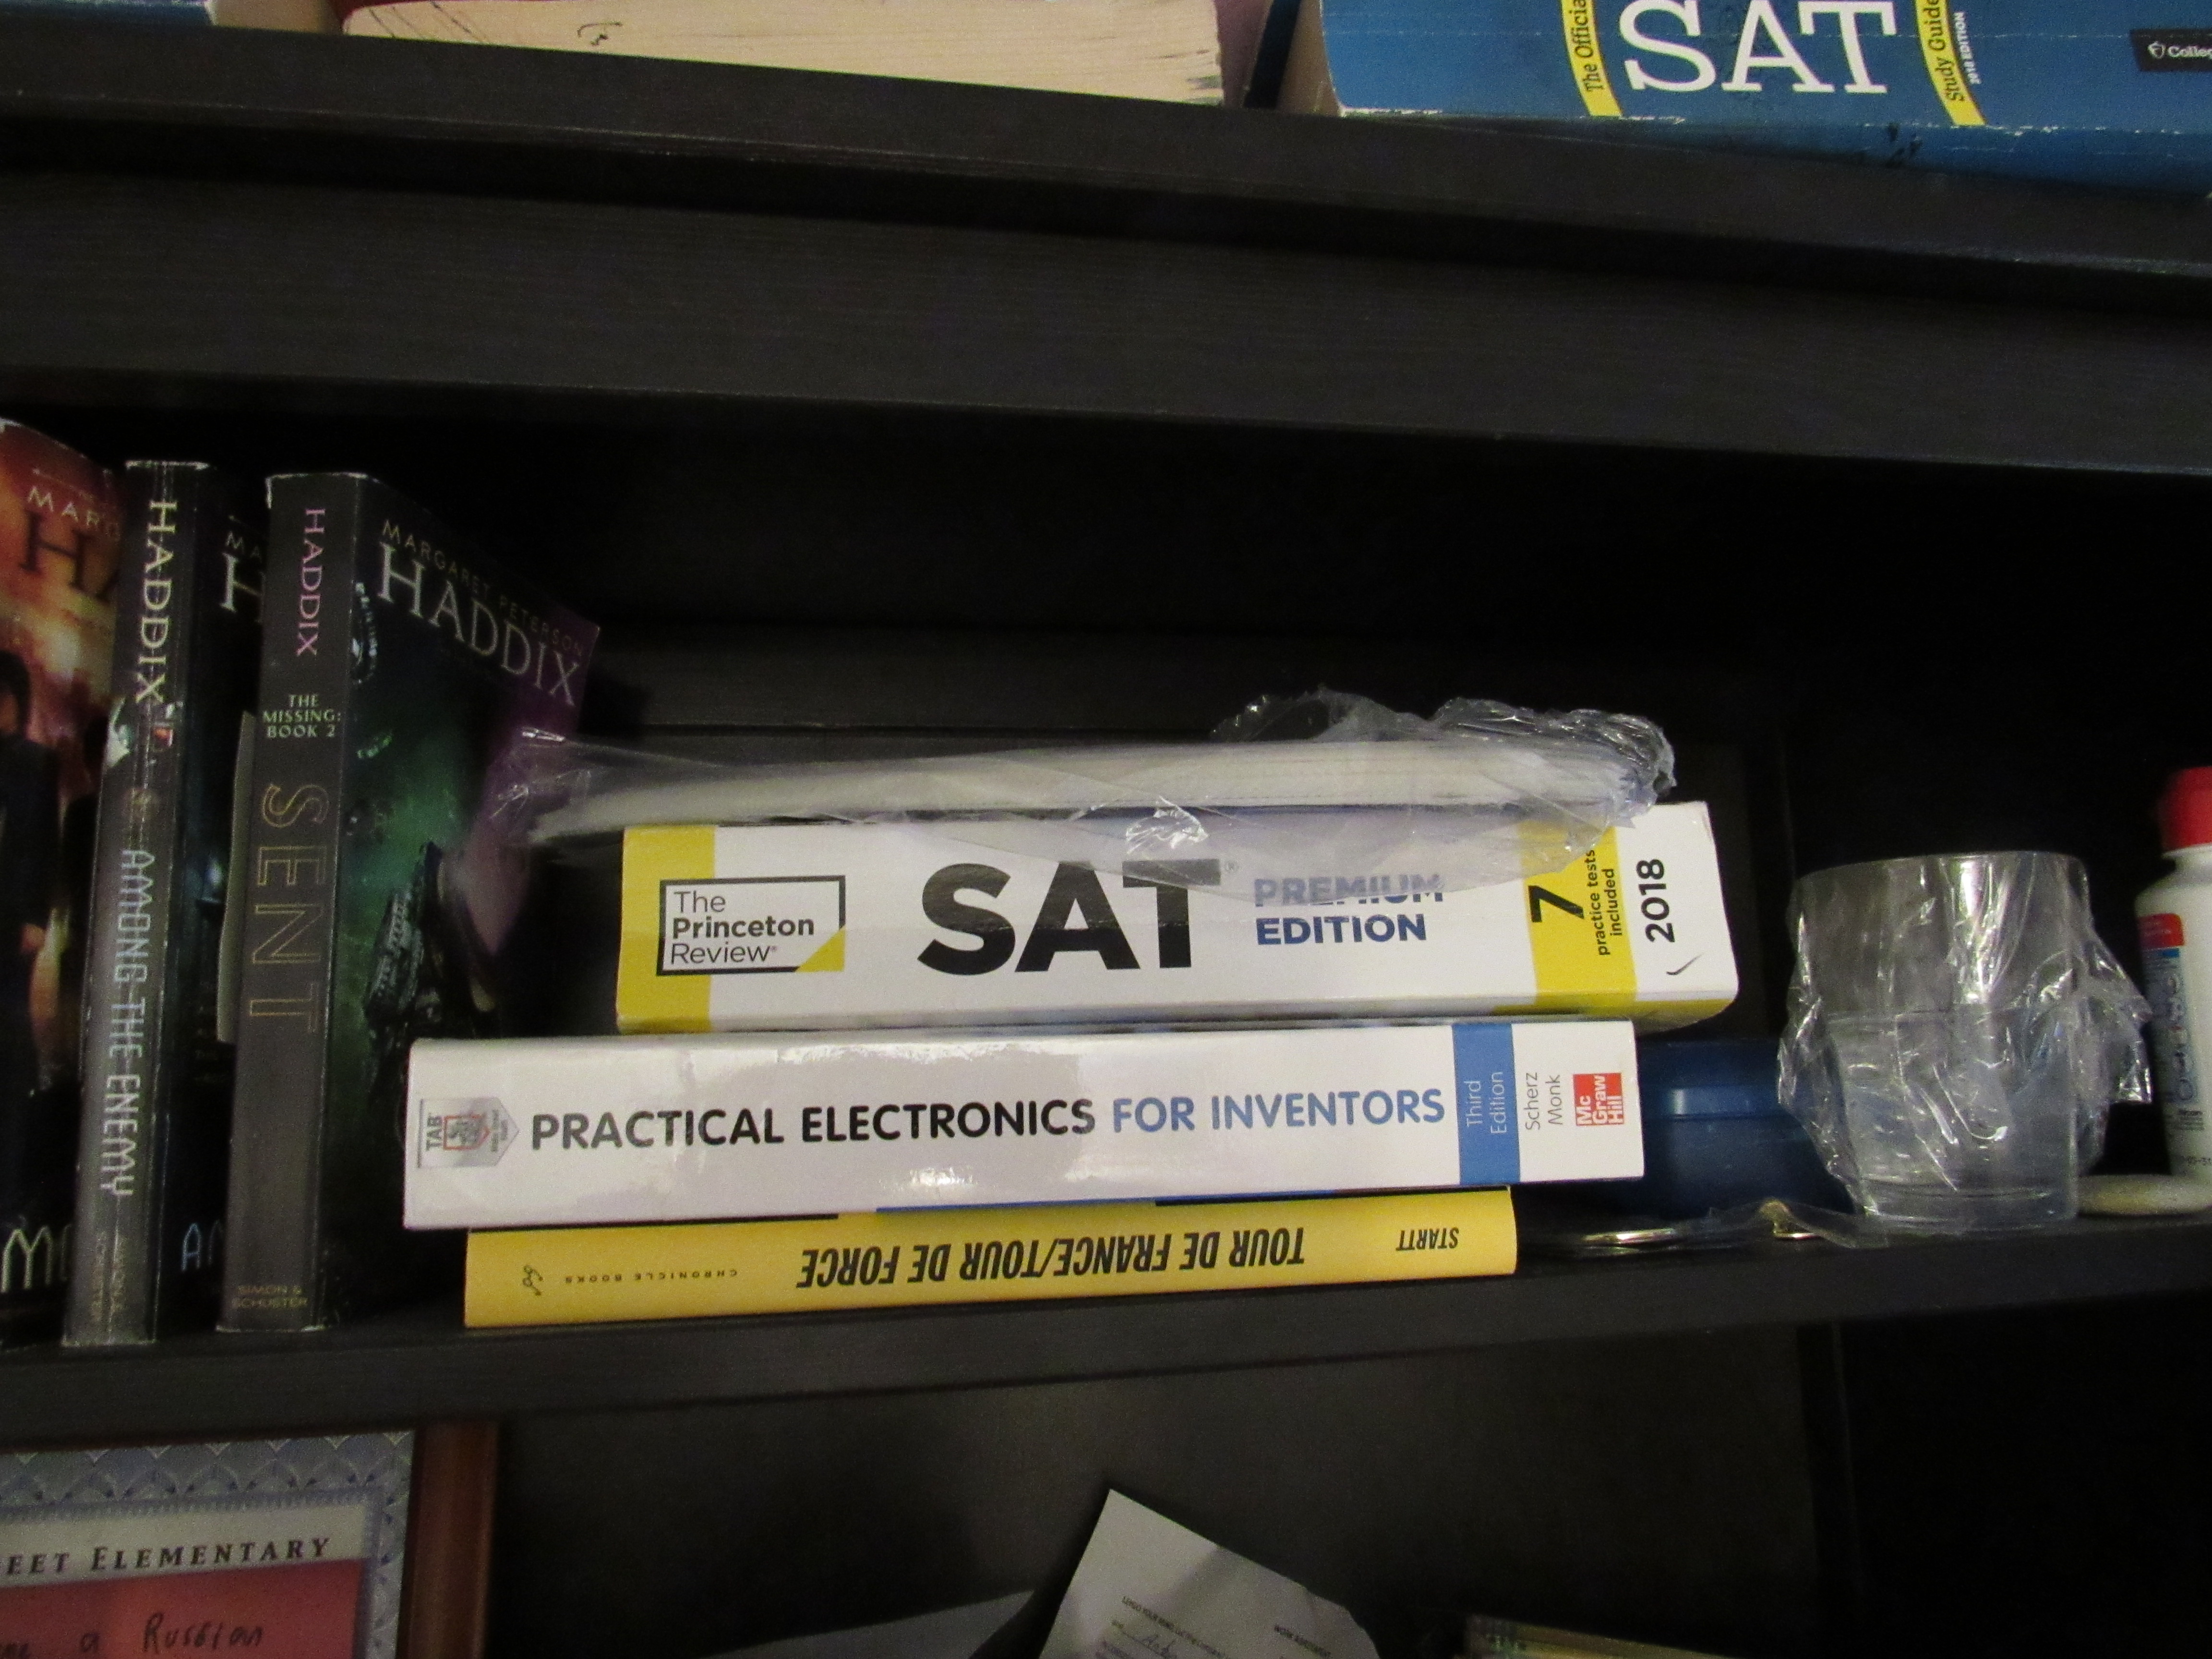 The Official
SAT
Study Guide
2018 EDITION
HADDIX
AMONG THE ENEMY
HADDIX
THE
MISSING:
BOOK 2
SENT
SIMON &
SCHUSTER
MARGARET PETERSON
HADDIX
The
Princeton
Review®
SAT®
PREMIUM
EDITION
7
practice tests
included
2018
TAB
PRACTICAL ELECTRONICS FOR INVENTORS
Third
Edition
Scherz
Monk
Mc
Graw
Hill
STARTT
TOUR DE FRANCE/TOUR DE FORCE
CHRONICLE BOOKS
ELEMENTARY
a Russian